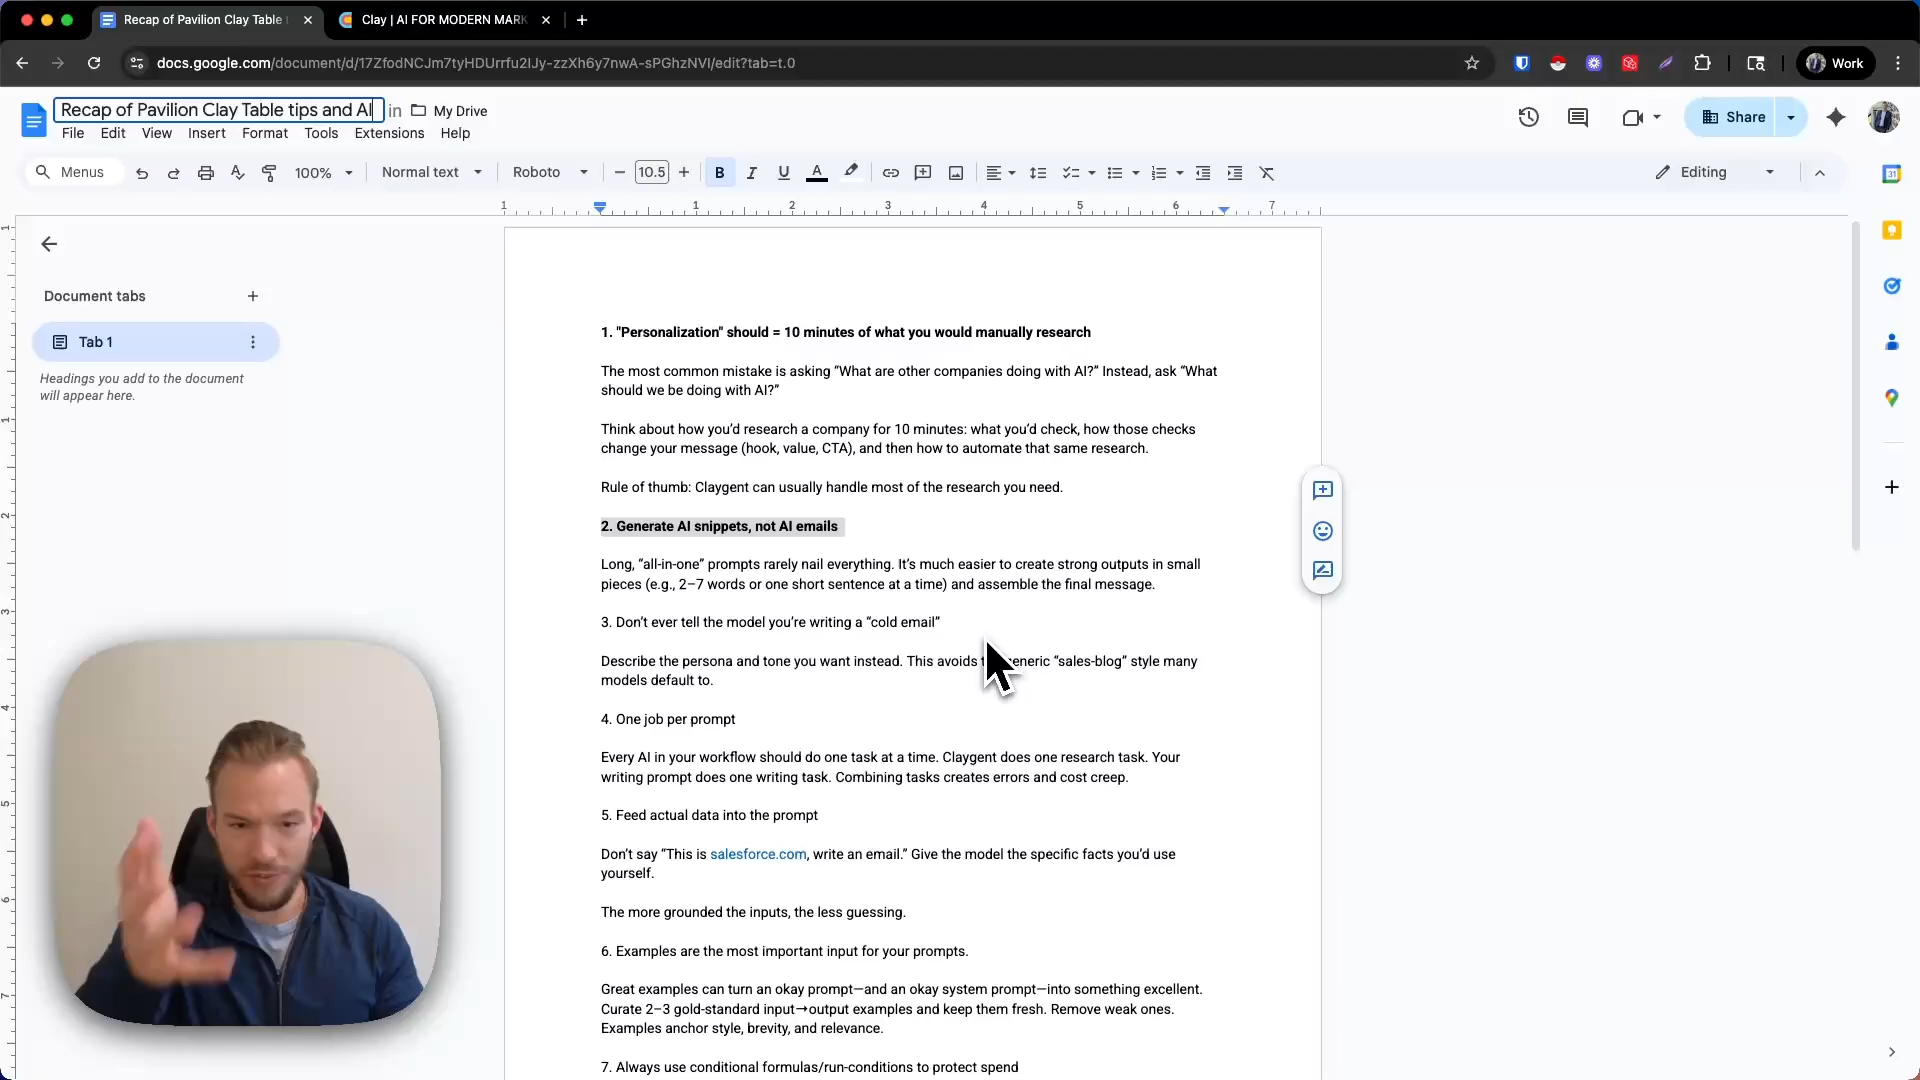 Recap of Pavilion Clay Table
Clay | AI FOR MODERN MARK
docs.google.com/document/d/17ZfodNCJm7tyHDUrrfu2IJy-zzXh6y7nwA-sPGhzNVI/edit?tab=t.0
Work
Recap of Pavilion Clay Table tips and AI in My Drive
File Edit View Insert Format Tools Extensions Help
Share
Menus 100% Normal text Roboto 10.5 B I U A Editing
1 1 2 3 4 5 6 7
31
Document tabs
Tab 1
Headings you add to the document
will appear here.
1. "Personalization" should = 10 minutes of what you would manually research
The most common mistake is asking “What are other companies doing with AI?” Instead, ask “What
should we be doing with AI?”
Think about how you’d research a company for 10 minutes: what you’d check, how those checks
change your message (hook, value, CTA), and then how to automate that same research.
Rule of thumb: Claygent can usually handle most of the research you need.
2. Generate AI snippets, not AI emails
Long, “all-in-one” prompts rarely nail everything. It’s much easier to create strong outputs in small
pieces (e.g., 2–7 words or one short sentence at a time) and assemble the final message.
3. Don’t ever tell the model you’re writing a “cold email”
Describe the persona and tone you want instead. This avoids “sales-blog” style many
models default to.
4. One job per prompt
Every AI in your workflow should do one task at a time. Claygent does one research task. Your
writing prompt does one writing task. Combining tasks creates errors and cost creep.
5. Feed actual data into the prompt
Don’t say “This is salesforce.com, write an email.” Give the model the specific facts you’d use
yourself.
The more grounded the inputs, the less guessing.
6. Examples are the most important input for your prompts.
Great examples can turn an okay prompt—and an okay system prompt—into something excellent.
Curate 2–3 gold-standard input→output examples and keep them fresh. Remove weak ones.
Examples anchor style, brevity, and relevance.
7. Always use conditional formulas/run-conditions to protect spend